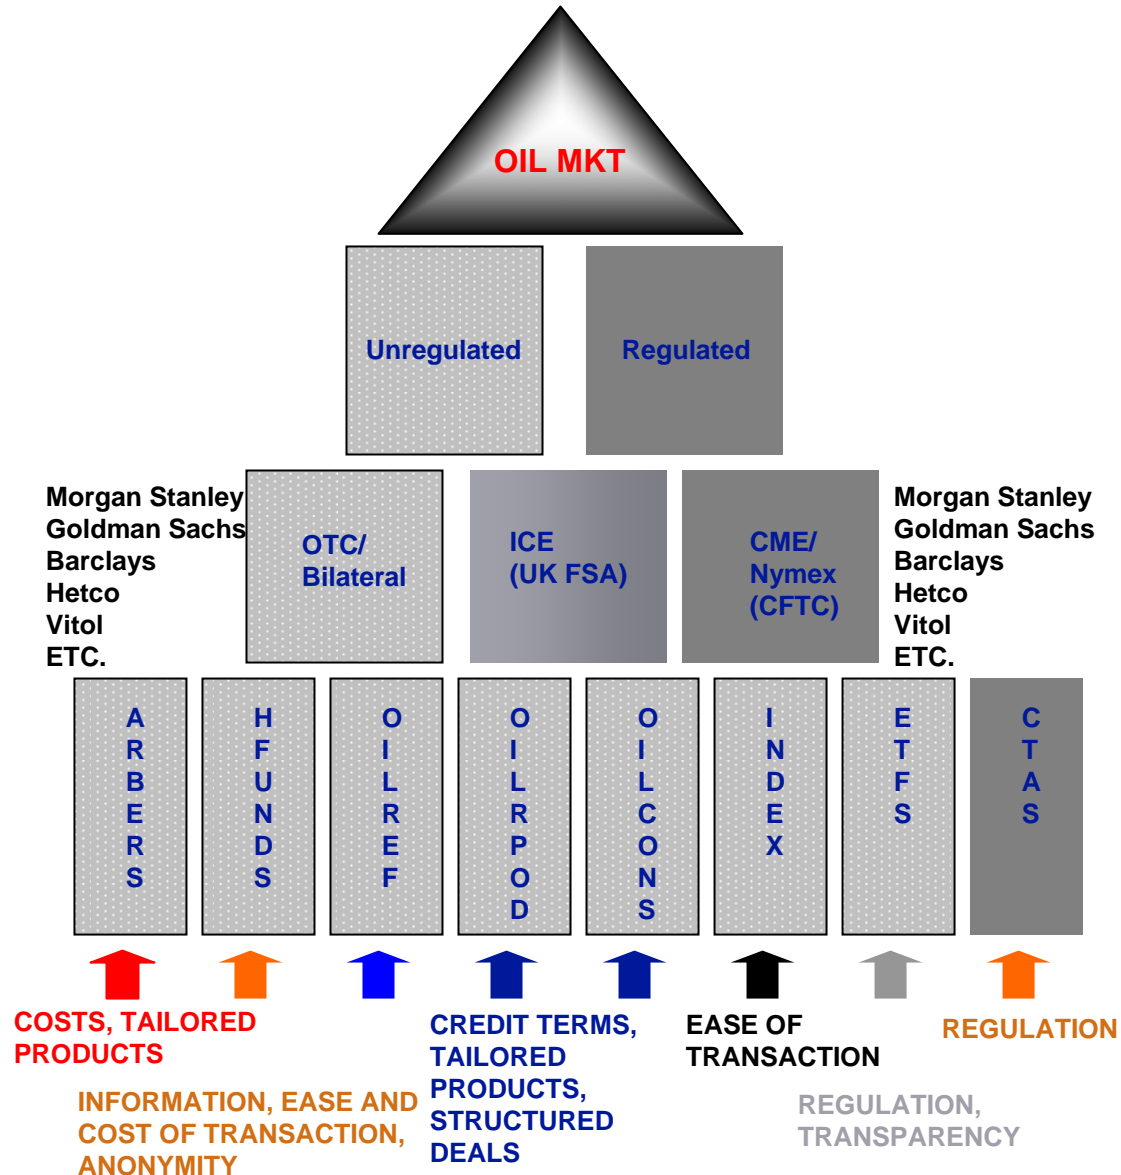 OIL MKT
Unregulated
Regulated
Morgan Stanley
Goldman Sachs
Barclays
Hetco
Vitol
ETC.
OTC/
Bilateral
ICE
(UK FSA)
CME/
Nymex
(CFTC)
Morgan Stanley
Goldman Sachs
Barclays
Hetco
Vitol
ETC.
ARBERS
HFUNDS
OILREF
OILRPOD
OILCONS
INDEX
ETFS
CTAS
COSTS, TAILORED
PRODUCTS
INFORMATION, EASE AND
COST OF TRANSACTION,
ANONYMITY
CREDIT TERMS,
TAILORED
PRODUCTS,
STRUCTURED
DEALS
EASE OF
TRANSACTION
REGULATION,
TRANSPARENCY
REGULATION